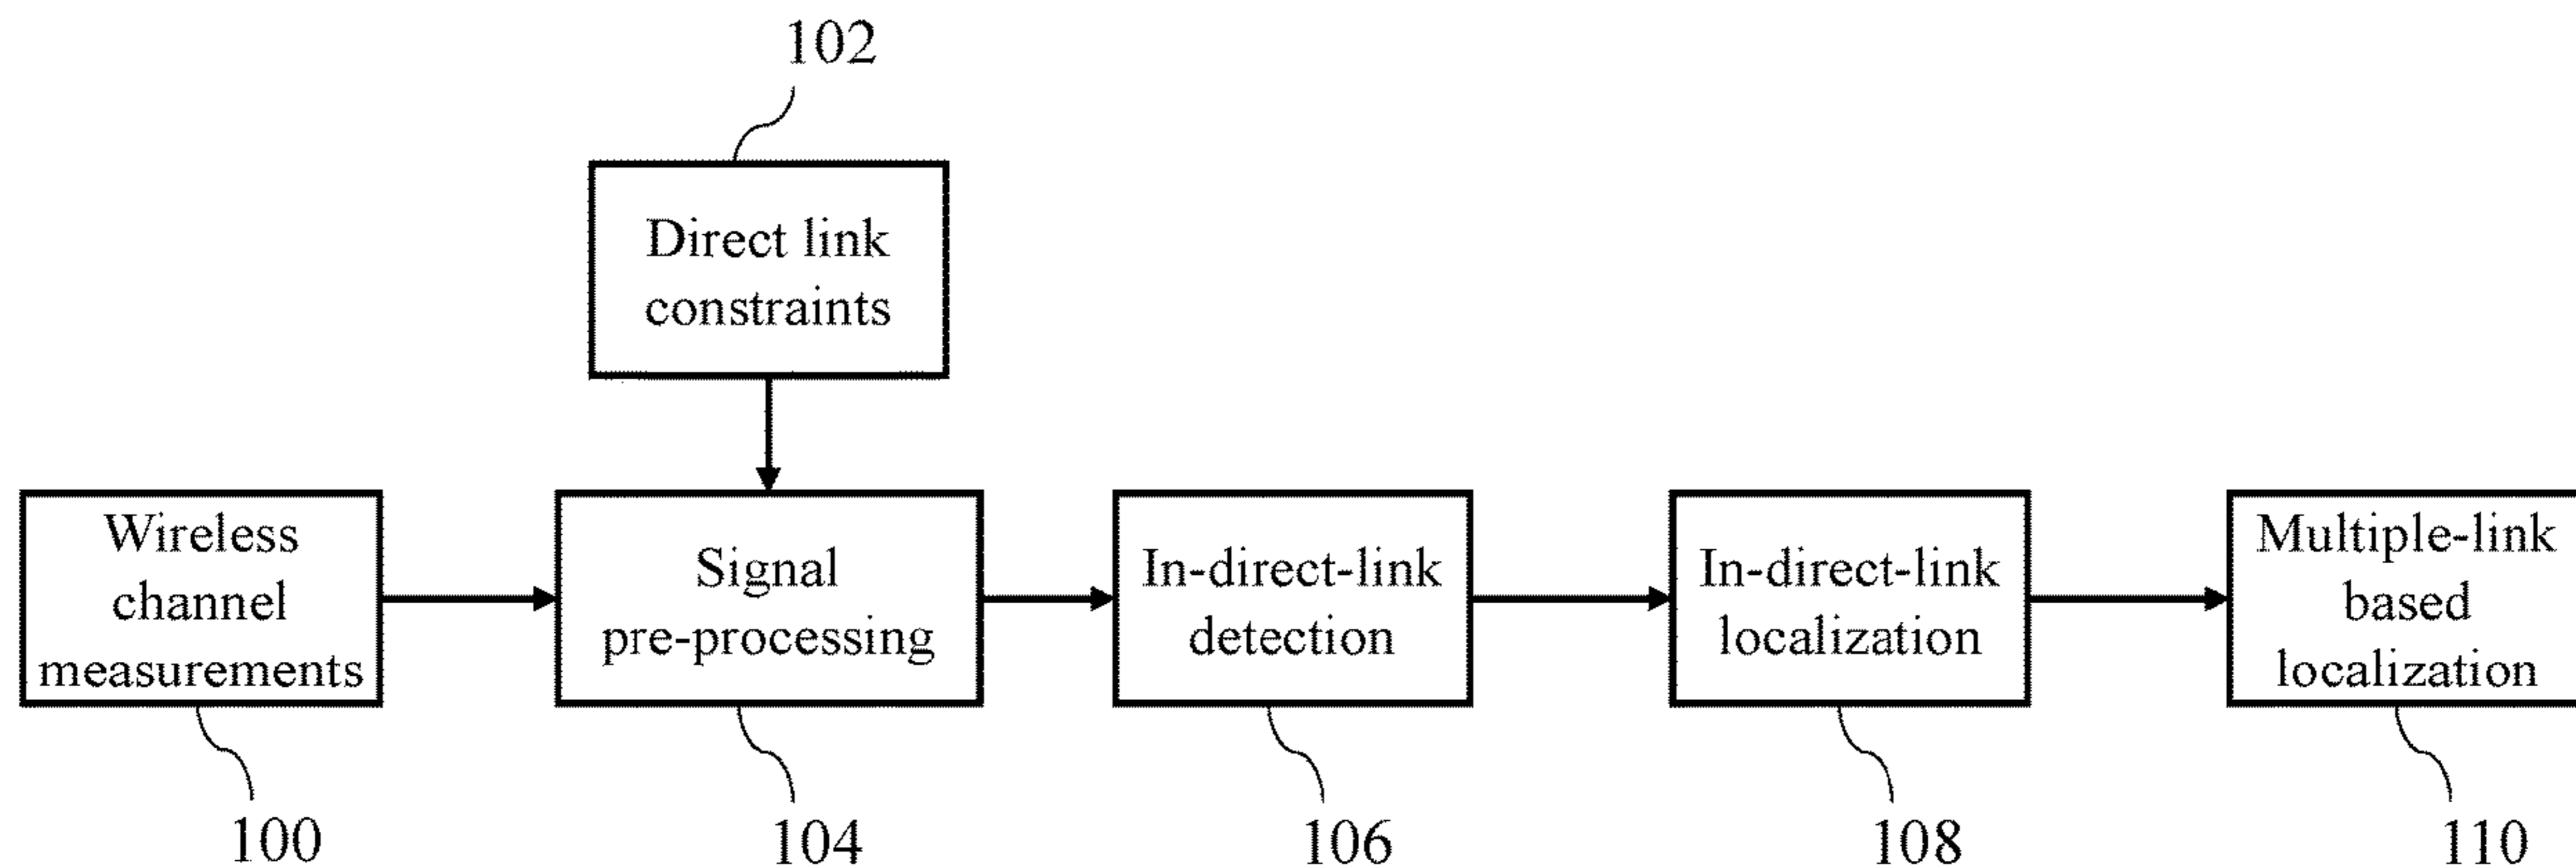 102
Direct link
constraints
Wireless
channel
measurements
Signal
pre-processing
In-direct-link
detection
In-direct-link
localization
Multiple-link
based
localization
100
104
106
108
110